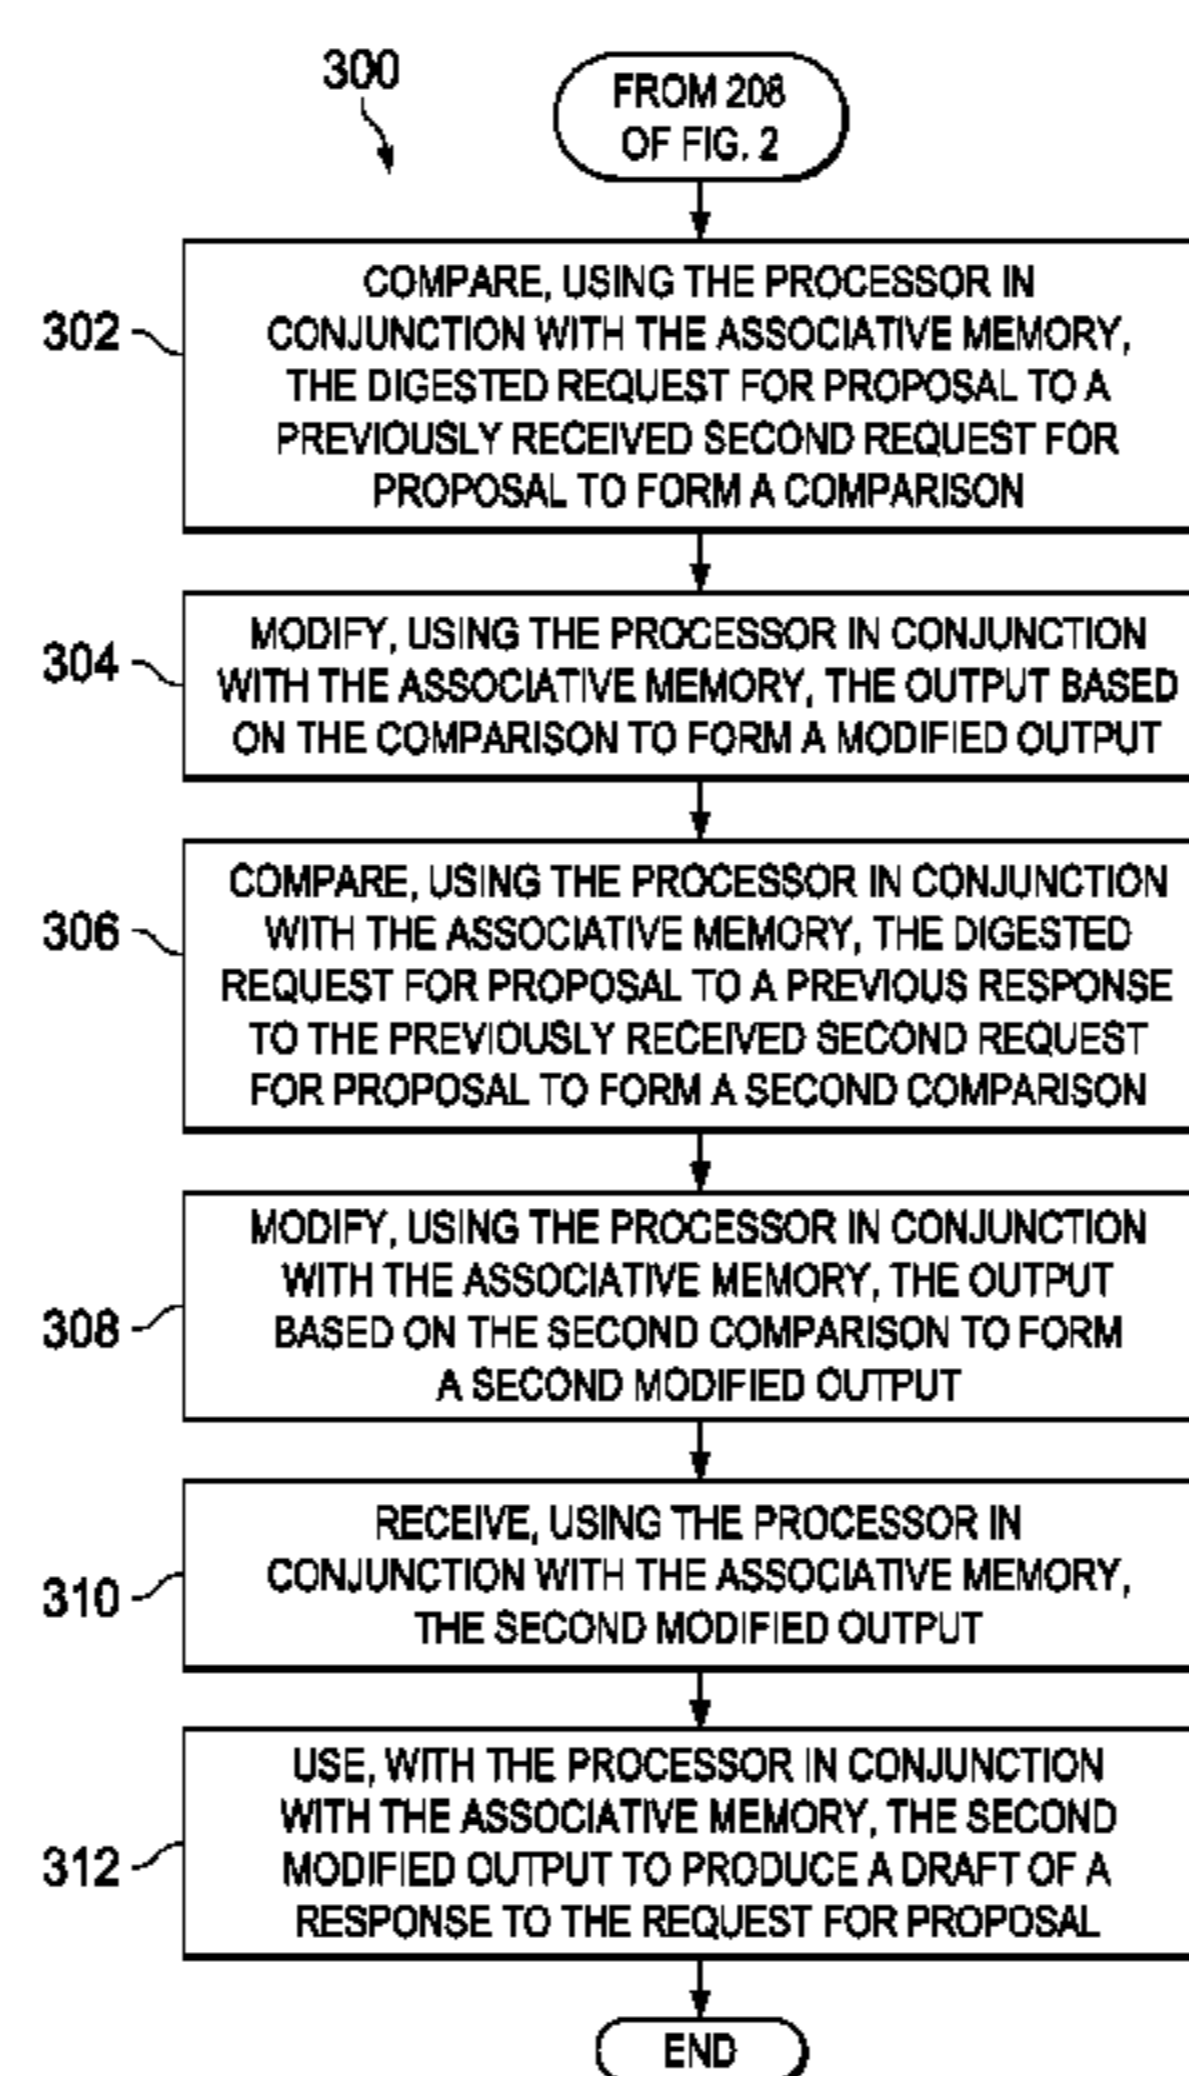 300
FROM 208
OF FIG. 2
302
COMPARE, USING THE PROCESSOR IN
CONJUNCTION WITH THE ASSOCIATIVE MEMORY,
THE DIGESTED REQUEST FOR PROPOSAL TO A
PREVIOUSLY RECEIVED SECOND REQUEST FOR
PROPOSAL TO FORM A COMPARISON
304
MODIFY, USING THE PROCESSOR IN CONJUNCTION
WITH THE ASSOCIATIVE MEMORY, THE OUTPUT BASED
ON THE COMPARISON TO FORM A MODIFIED OUTPUT
306
COMPARE, USING THE PROCESSOR IN CONJUNCTION
WITH THE ASSOCIATIVE MEMORY, THE DIGESTED
REQUEST FOR PROPOSAL TO A PREVIOUS RESPONSE
TO THE PREVIOUSLY RECEIVED SECOND REQUEST
FOR PROPOSAL TO FORM A SECOND COMPARISON
308
MODIFY, USING THE PROCESSOR IN CONJUNCTION
WITH THE ASSOCIATIVE MEMORY, THE OUTPUT
BASED ON THE SECOND COMPARISON TO FORM
A SECOND MODIFIED OUTPUT
310
RECEIVE, USING THE PROCESSOR IN
CONJUNCTION WITH THE ASSOCIATIVE MEMORY,
THE SECOND MODIFIED OUTPUT
312
USE, WITH THE PROCESSOR IN CONJUNCTION
WITH THE ASSOCIATIVE MEMORY, THE SECOND
MODIFIED OUTPUT TO PRODUCE A DRAFT OF A
RESPONSE TO THE REQUEST FOR PROPOSAL
END